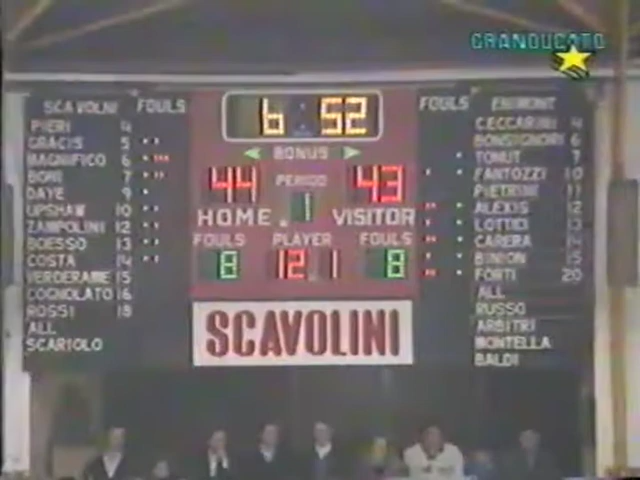 GRANDUCATO
SCAVOLNI FOULS
PIERI 4
GRACIS 5
MAGNIFICO 6
BONI 7
DAYE 9
UPSHAW 10
ZAMPOLINI 12
BOESSO 13
COSTA 14
VERDERAME 15
COGNOLATO 16
ROSSI 18
ALL
SCARIOLO
6 : 52
BONUS
44 PERIOD 43
HOME 1 VISITOR
FOULS PLAYER FOULS
8 12 1 8
SCAVOLINI
FOULS ENIMONT
CECCARINI 4
BONSIGNORI 6
TONUT 7
FANTOZZI 10
PIETRINI 11
ALEXIS 12
LOTTICI 13
CARERA 14
BINION 15
FORTI 20
ALL
RUSSO
ARBITRI
MONTELLA
BALDI